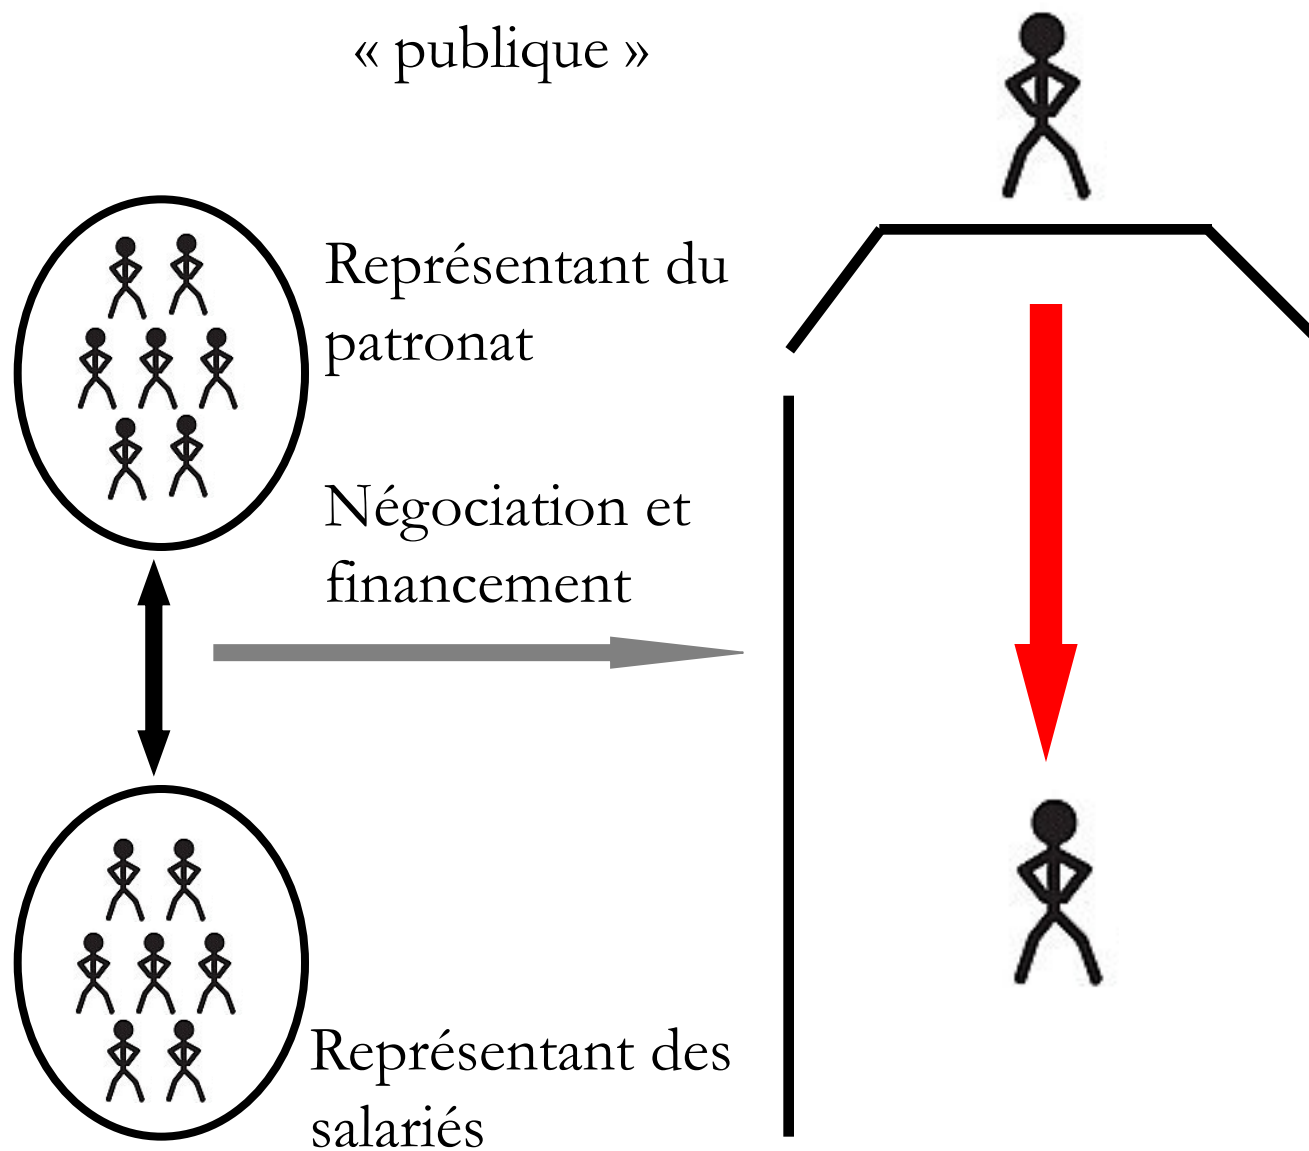 « publique »
Représentant du
patronat
Négociation et
financement
Représentant des
salariés